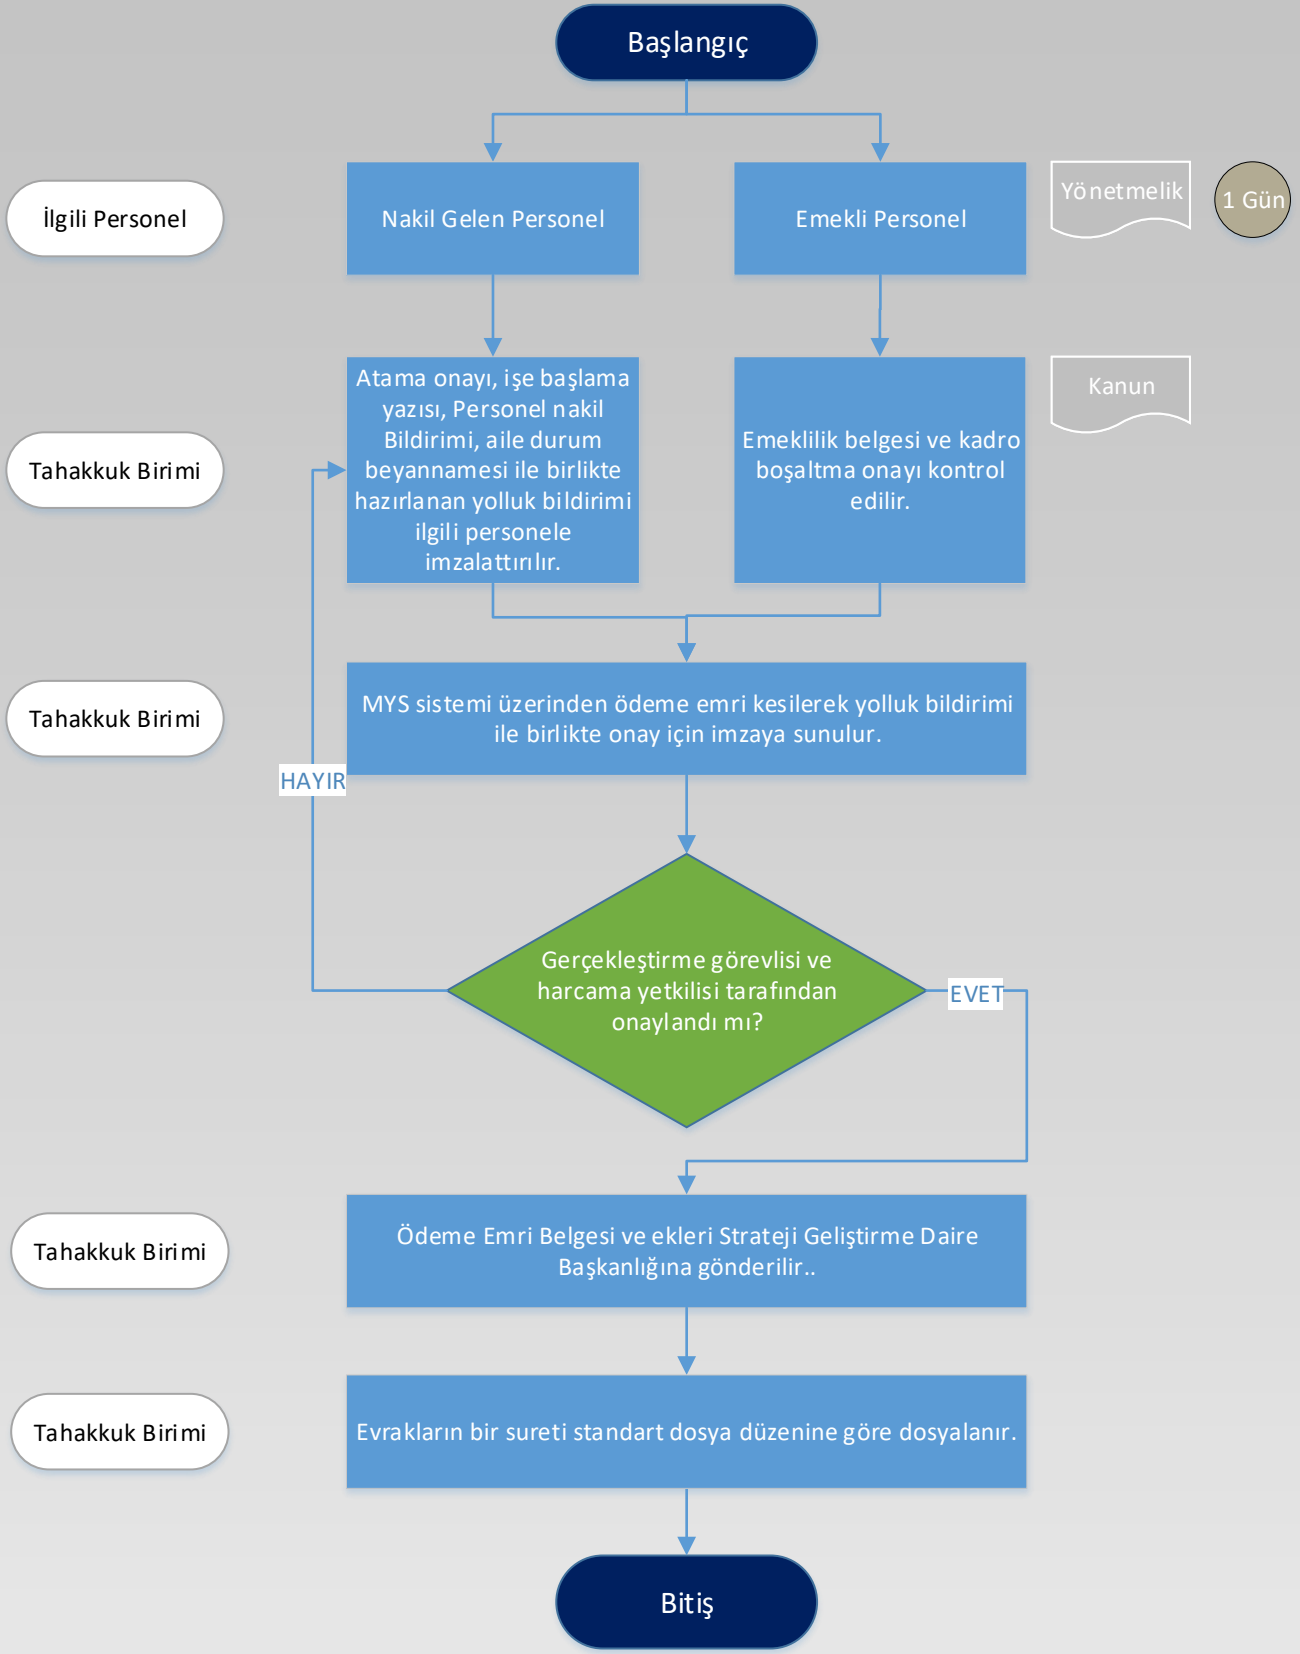 Başlangıç
İlgili Personel
Nakil Gelen Personel
Emekli Personel
Yönetmelik
1 Gün
Tahakkuk Birimi
Atama onayı, işe başlama
yazısı, Personel nakil
Bildirimi, aile durum
beyannamesi ile birlikte
hazırlanan yolluk bildirimi
ilgili personele
imzalattırılır.
Emeklilik belgesi ve kadro
boşaltma onayı kontrol
edilir.
Kanun
Tahakkuk Birimi
MYS sistemi üzerinden ödeme emri kesilerek yolluk bildirimi
ile birlikte onay için imzaya sunulur.
HAYIR
Gerçekleştirme görevlisi ve
harcama yetkilisi tarafından
onaylandı mı?
EVET
Tahakkuk Birimi
Ödeme Emri Belgesi ve ekleri Strateji Geliştirme Daire
Başkanlığına gönderilir..
Tahakkuk Birimi
Evrakların bir sureti standart dosya düzenine göre dosyalanır.
Bitiş